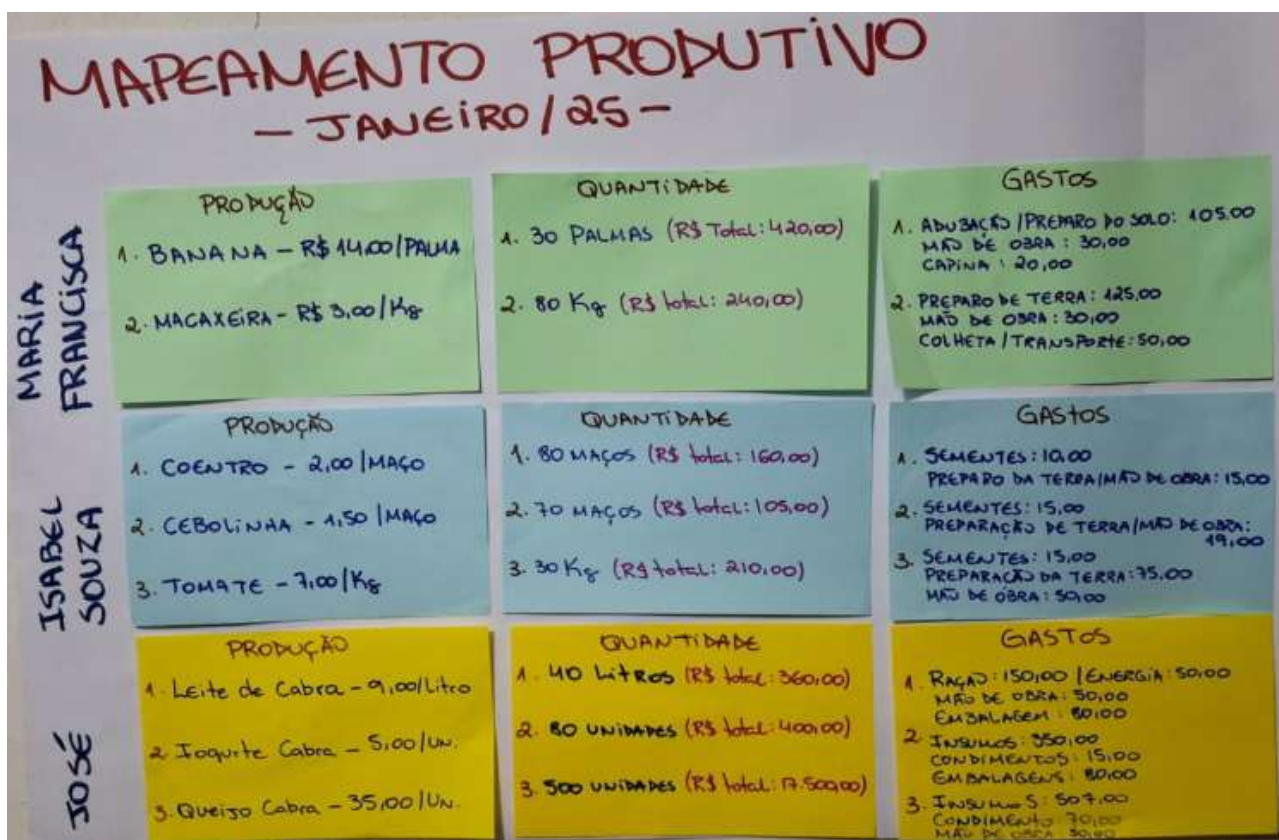 MAPEAMENTO PRODUTIVO
- JANEIRO/25 -
MARIA
FRANCISCA
PRODUÇÃO
1. BANANA - R$ 14,00/PALMA
2. MACAXEIRA - R$ 3,00/Kg
QUANTIDADE
1. 30 PALMAS (R$ Total: 420,00)
2. 80 Kg (R$ total: 240,00)
GASTOS
1. ADUBAÇÃO/PREPARO DO SOLO: 105.00
MÃO DE OBRA: 30,00
CAPINA: 20,00
2. PREPARO DE TERRA: 125,00
MÃO DE OBRA: 30,00
COLHETA/TRANSPORTE: 50,00
ISABEL
SOUZA
PRODUÇÃO
1. COENTRO - 2,00/MAÇO
2. CEBOLINHA - 1,50/MAÇO
3. TOMATE - 7,00/Kg
QUANTIDADE
1. 80 MAÇOS (R$ total: 160,00)
2. 70 MAÇOS (R$ total: 105,00)
3. 30 Kg (R$ total: 210,00)
GASTOS
1. SEMENTES: 10,00
PREPARO DA TERRA/MÃO DE OBRA: 15,00
2. SEMENTES: 15,00
PREPARAÇÃO DE TERRA/MÃO DE OBRA:
19,00
3. SEMENTES: 15,00
PREPARAÇÃO DA TERRA: 75,00
MÃO DE OBRA: 50,00
JOSÉ
PRODUÇÃO
1. Leite de Cabra - 9,00/Litro
2. Iogurte Cabra - 5,00/UN.
3. Queijo Cabra - 35,00/UN.
QUANTIDADE
1. 40 LITROS (R$ total: 360,00)
2. 80 UNIDADES (R$ total: 400,00)
3. 500 UNIDADES (R$ total: 17.500,00)
GASTOS
1. RAÇÃO: 150,00 / ENERGIA: 50,00
MÃO DE OBRA: 50,00
EMBALAGEM: 80,00
2. INSUMOS: 350,00
CONDIMENTOS: 15,00
EMBALAGENS: 80,00
3. INSUMOS: 507,00
CONDIMENTO: 70,00
MÃO DE OBRA